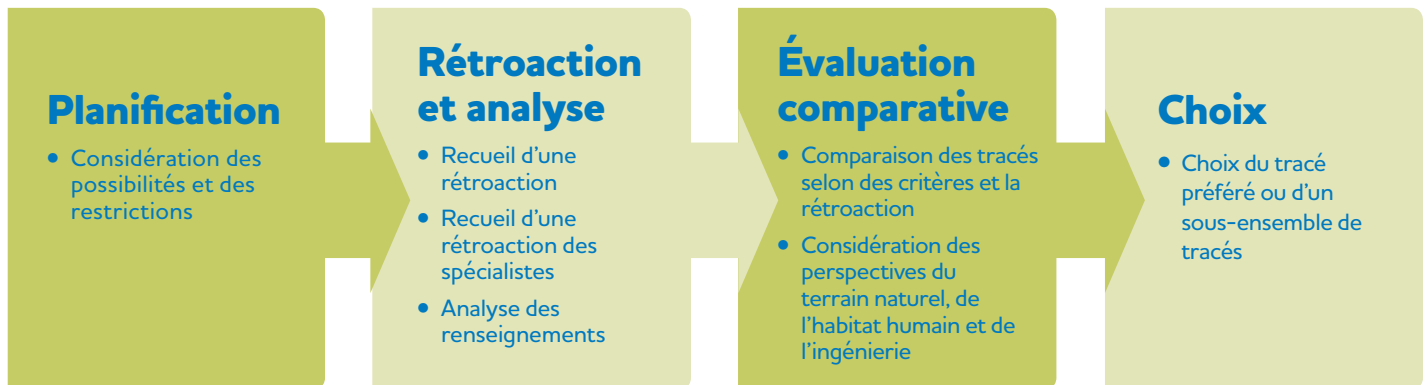 Planification
• Considération des
possibilités et des
restrictions
Rétroaction
et analyse
• Recueil d'une
rétroaction
• Recueil d'une
rétroaction des
spécialistes
• Analyse des
renseignements
Évaluation
comparative
• Comparaison des tracés
selon des critères et la
rétroaction
• Considération des
perspectives du
terrain naturel, de
l'habitat humain et de
l'ingénierie
Choix
• Choix du tracé
préféré ou d'un
sous-ensemble de
tracés